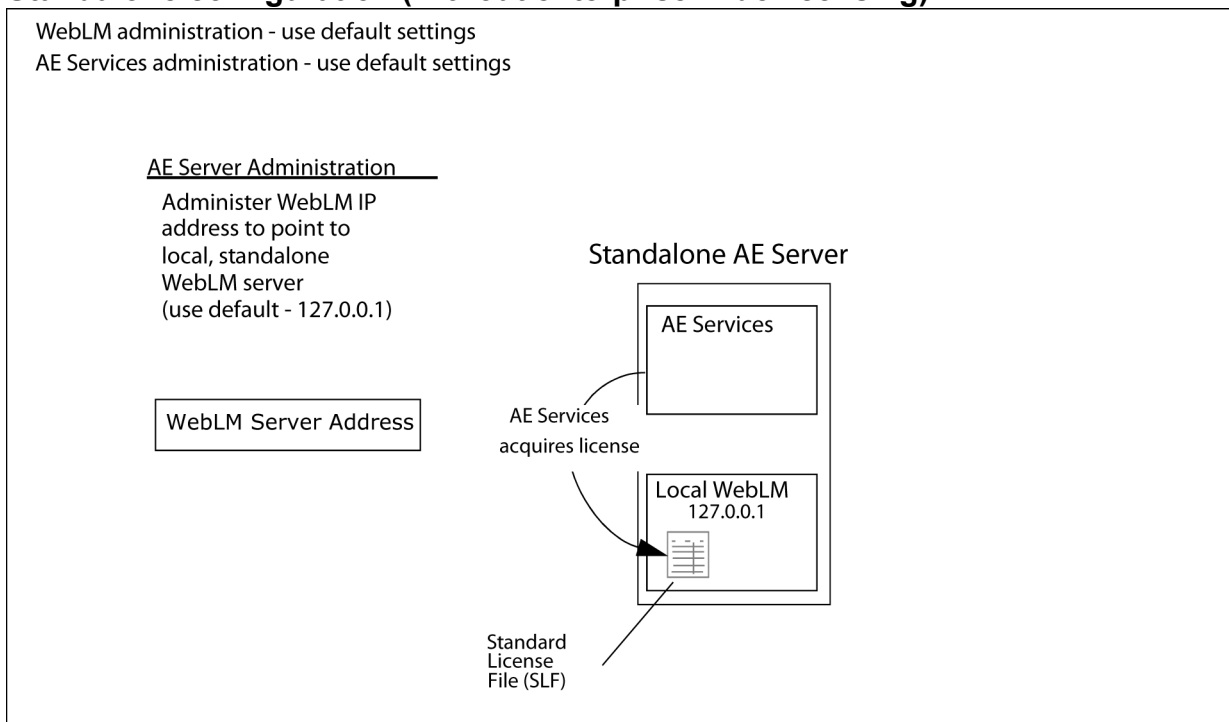 WebLM administration - use default settings
AE Services administration - use default settings
AE Server Administration
Administer WebLM IP
address to point to
local, standalone
WebLM server
(use default - 127.0.0.1)
WebLM Server Address
Standalone AE Server
AE Services
AE Services
acquires license
Local WebLM
127.0.0.1
Standard
License
File (SLF)